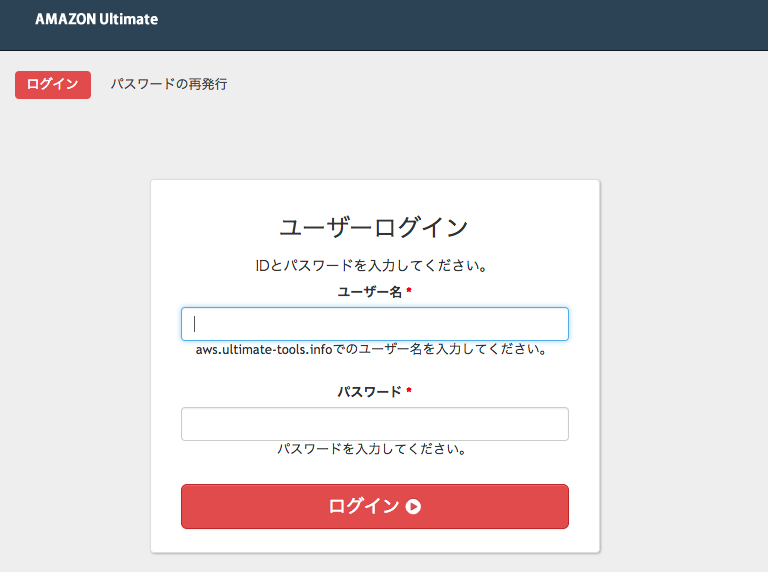 AMAZON Ultimate
ログイン パスワードの再発行
ユーザーログイン
IDとパスワードを入力してください。
ユーザー名 *
aws.ultimate-tools.infoでのユーザー名を入力してください。
パスワード *
パスワードを入力してください。
ログイン